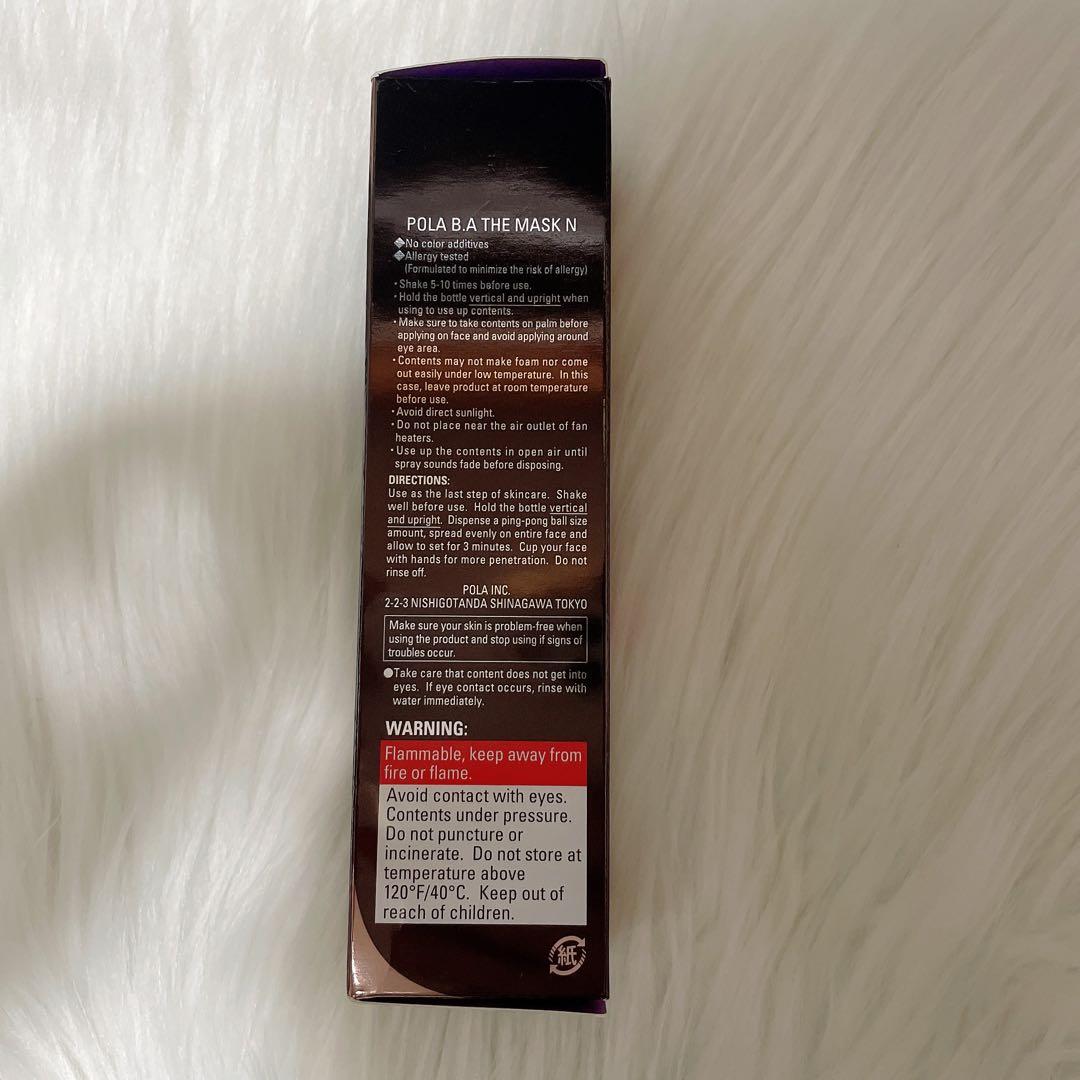 POLA B.A THE MASK N
◆No color additives
◆Allergy tested
(Formulated to minimize the risk of allergy)
・Shake 5-10 times before use.
・Hold the bottle vertical and upright when
using to use up contents.
・Make sure to take contents on palm before
applying on face and avoid applying around
eye area.
・Contents may not make foam nor come
out easily under low temperature. In this
case, leave product at room temperature
before use.
・Avoid direct sunlight.
・Do not place near the air outlet of fan
heaters.
・Use up the contents in open air until
spray sounds fade before disposing.
DIRECTIONS:
Use as the last step of skincare. Shake
well before use. Hold the bottle vertical
and upright. Dispense a ping-pong ball size
amount, spread evenly on entire face and
allow to set for 3 minutes. Cup your face
with hands for more penetration. Do not
rinse off.
POLA INC.
2-2-3 NISHIGOTANDA SHINAGAWA TOKYO
Make sure your skin is problem-free when
using the product and stop using if signs of
troubles occur.
●Take care that content does not get into
eyes. If eye contact occurs, rinse with
water immediately.
WARNING:
Flammable, keep away from
fire or flame.
Avoid contact with eyes.
Contents under pressure.
Do not puncture or
incinerate. Do not store at
temperature above
120°F/40°C. Keep out of
reach of children.
紙